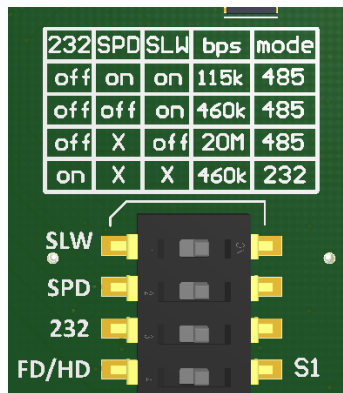 232 SPD SLW bps mode
off on on 115k 485
off off on 460k 485
off X off 20M 485
on X X 460k 232
SLW
SPD
232
FD/HD S1